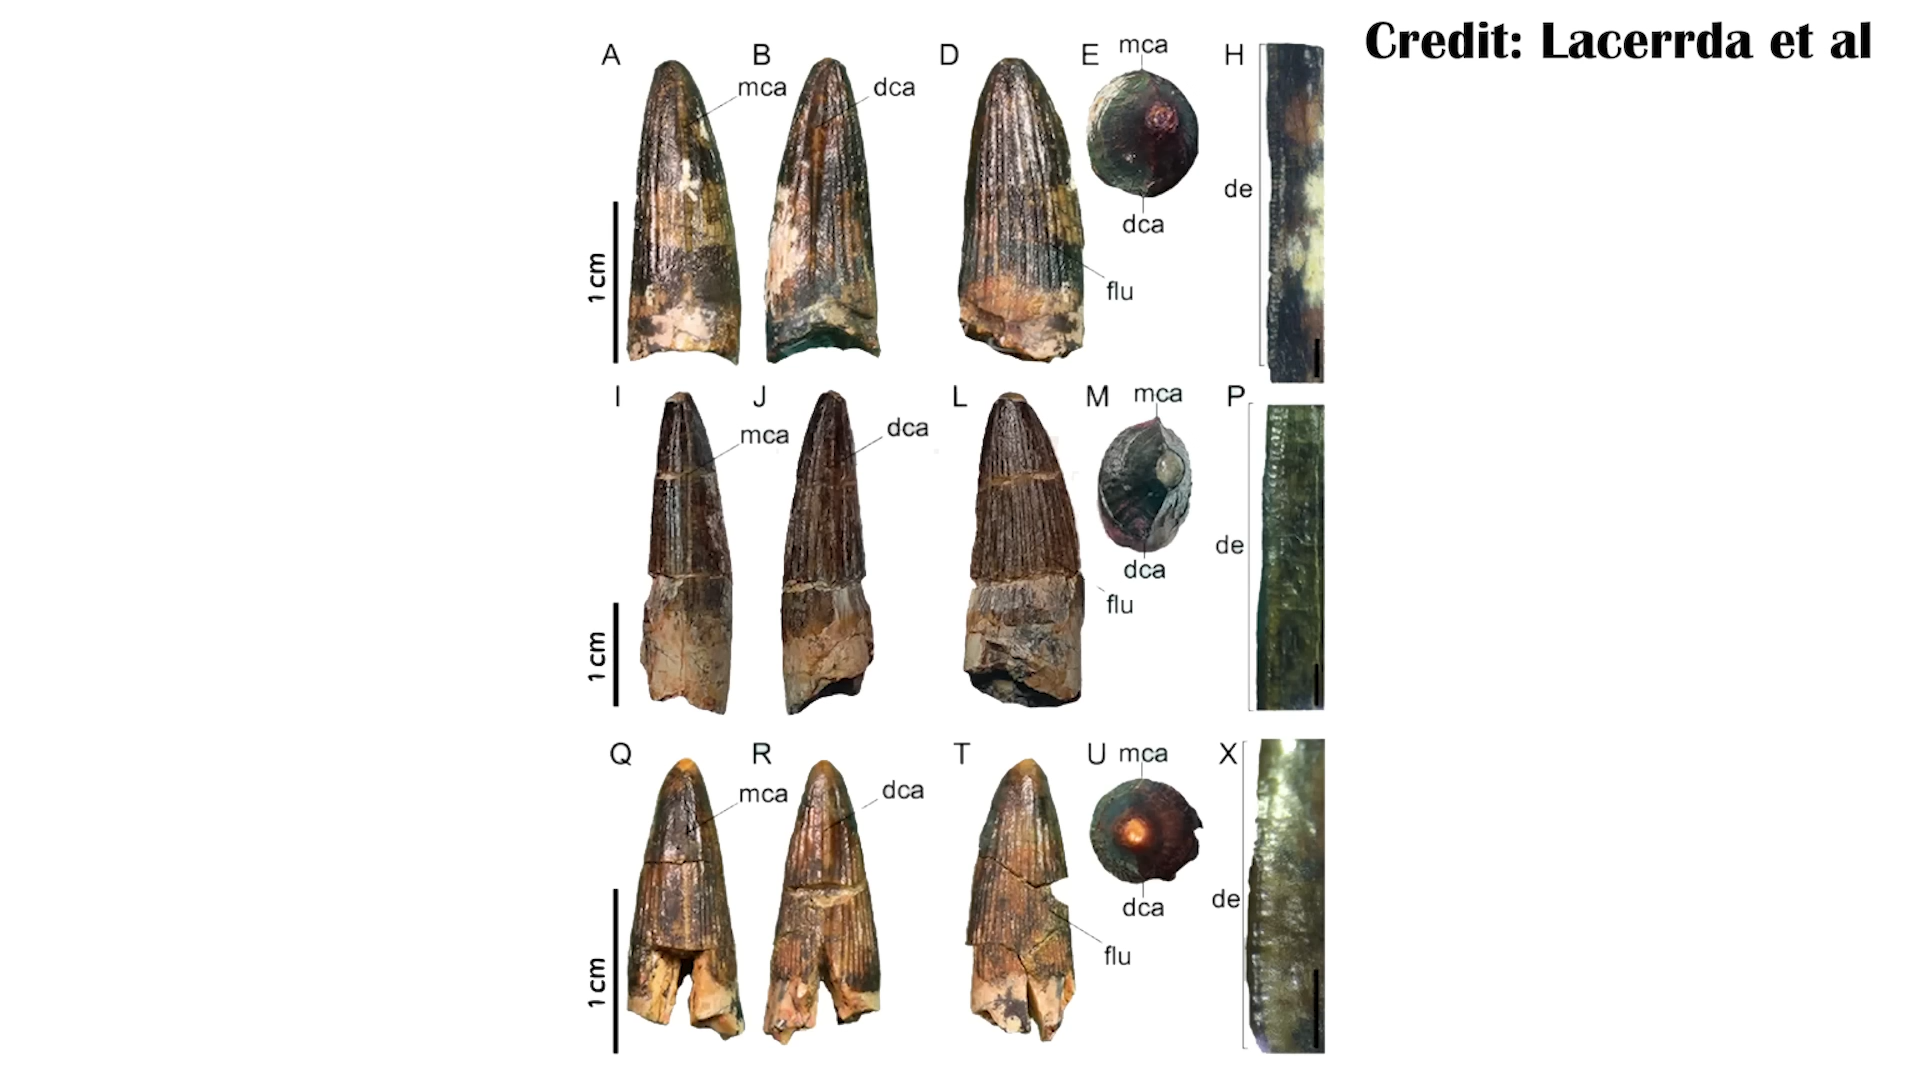 Credit: Lacerrda et al
A
B
D
E
mca
H
mca
dca
de
dca
flu
1 cm
I
J
L
M
mca
P
mca
dca
de
dca
flu
1 cm
Q
R
T
U
mca
X
mca
dca
de
dca
flu
1 cm